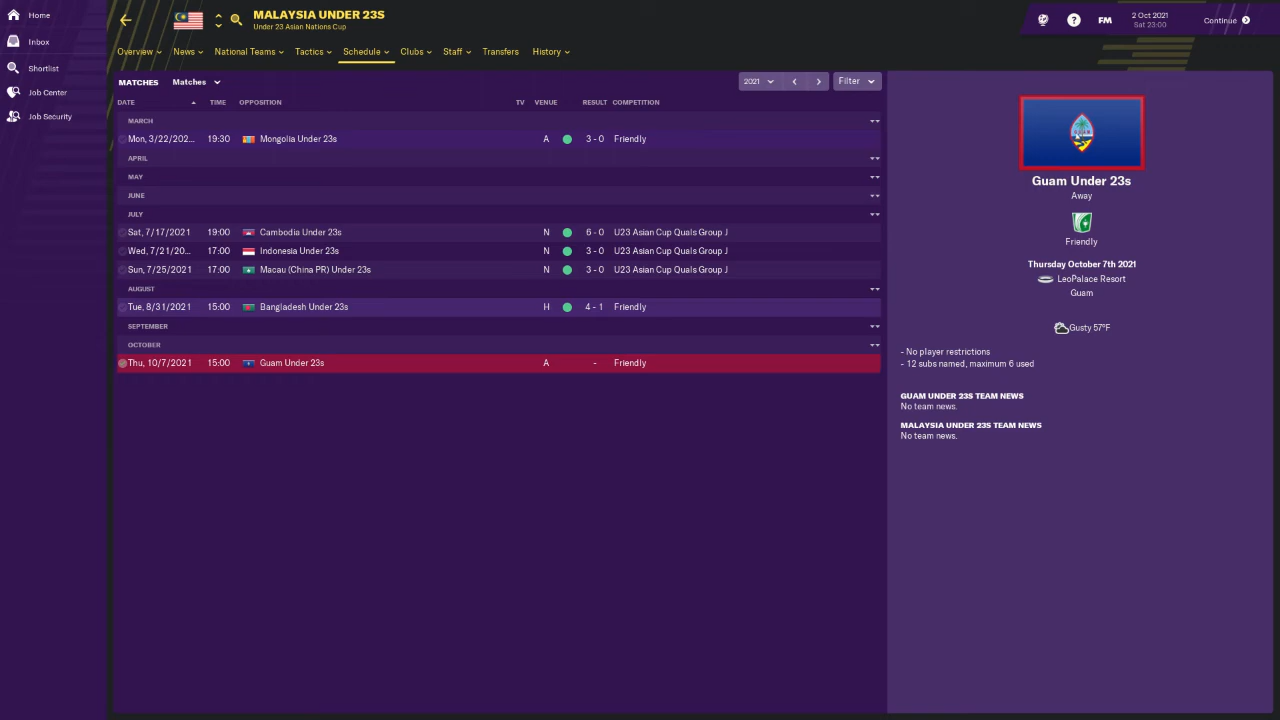 Home
Inbox
Shortlist
Job Center
Job Security
MALAYSIA UNDER 23S
Under 23 Asian Nations Cup
FM
2 Oct 2021
Sat 23:00
Continue
Overview
News
National Teams
Tactics
Schedule
Clubs
Staff
Transfers
History
MATCHES
Matches
2021
Filter
DATE TIME OPPOSITION TV VENUE RESULT COMPETITION
MARCH
Mon, 3/22/202... 19:30 Mongolia Under 23s A 3 - 0 Friendly
APRIL
MAY
JUNE
JULY
Sat, 7/17/2021 19:00 Cambodia Under 23s N 6 - 0 U23 Asian Cup Quals Group J
Wed, 7/21/20... 17:00 Indonesia Under 23s N 3 - 0 U23 Asian Cup Quals Group J
Sun, 7/25/2021 17:00 Macau (China PR) Under 23s N 3 - 0 U23 Asian Cup Quals Group J
AUGUST
Tue, 8/31/2021 15:00 Bangladesh Under 23s H 4 - 1 Friendly
SEPTEMBER
OCTOBER
Thu, 10/7/2021 15:00 Guam Under 23s A - Friendly
GUAM
Guam Under 23s
Away
Friendly
Thursday October 7th 2021
LeoPalace Resort
Guam
Gusty 57°F
- No player restrictions
- 12 subs named, maximum 6 used
GUAM UNDER 23S TEAM NEWS
No team news.
MALAYSIA UNDER 23S TEAM NEWS
No team news.